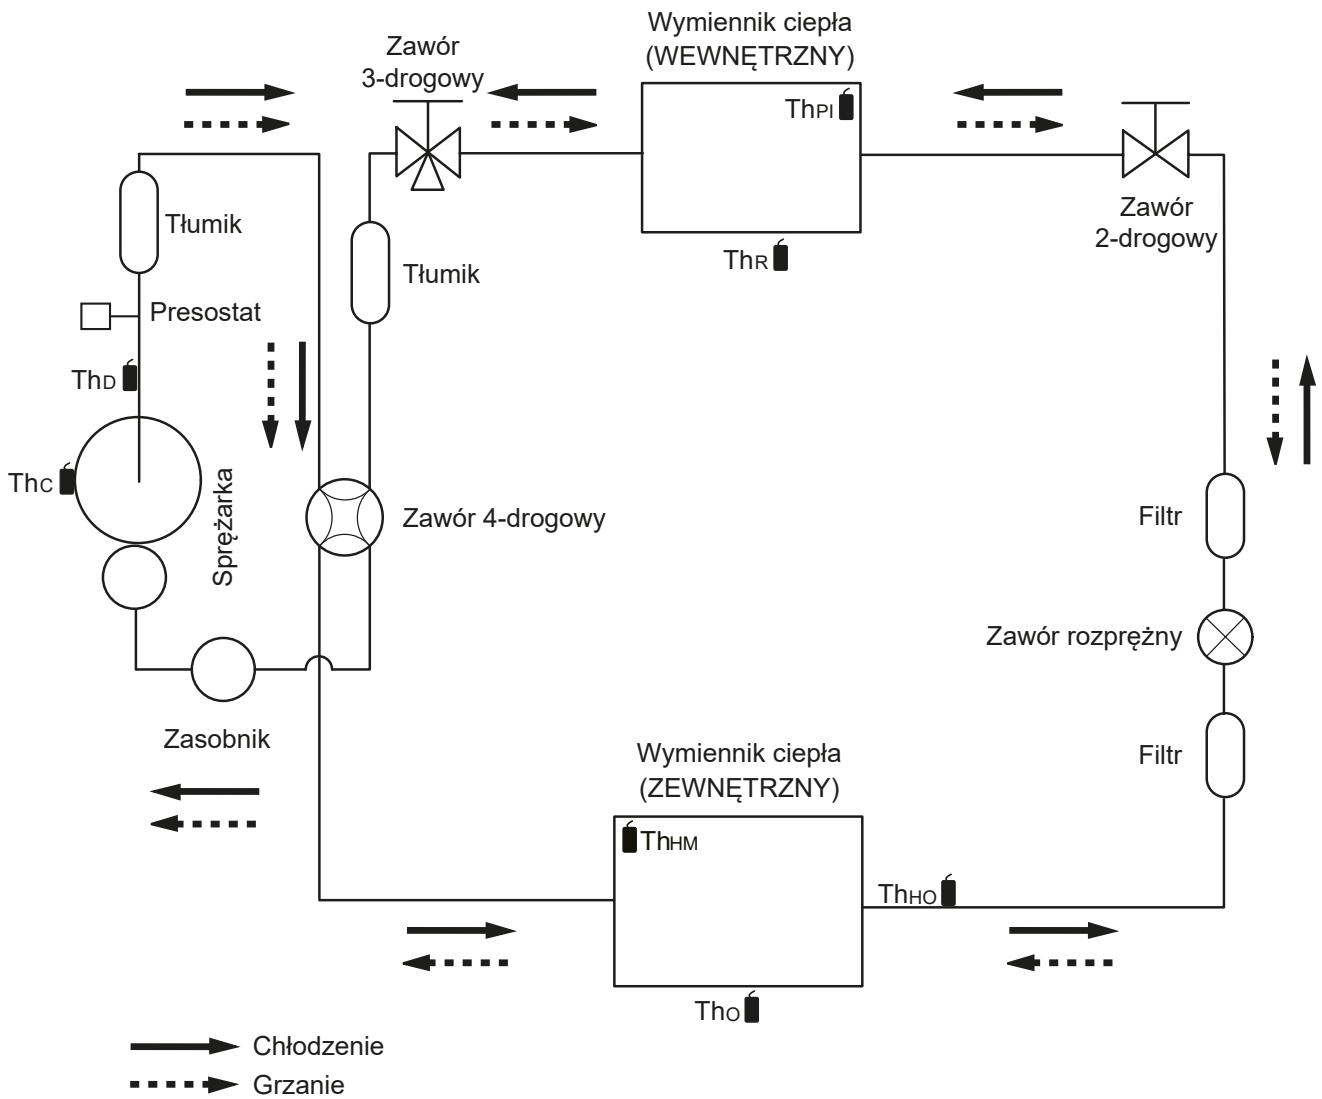 Wymiennik ciepła
(WEWNĘTRZNY)
Zawór
3-drogowy
ThPI
Tłumik
Zawór
2-drogowy
ThR
Tłumik
Presostat
ThD
ThC
Sprężarka
Zawór 4-drogowy
Filtr
Zawór rozprężny
Zasobnik
Wymiennik ciepła
(ZEWNĘTRZNY)
Filtr
ThHM
ThHO
ThO
Chłodzenie
Grzanie